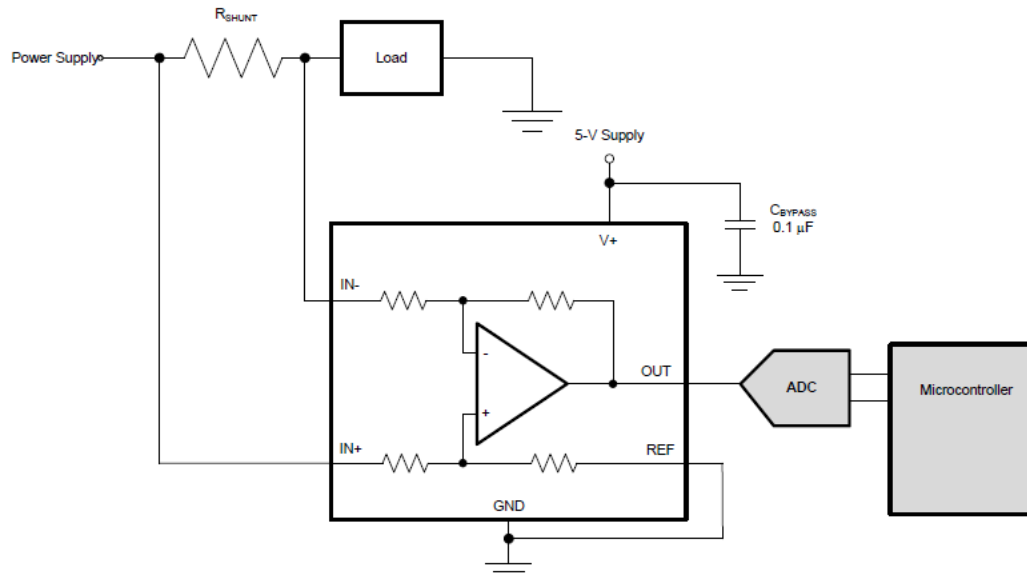 RSHUNT
Power Supply
Load
5-V Supply
CBYPASS
0.1 μF
V+
IN-
-
OUT
ADC
Microcontroller
+
IN+
REF
GND